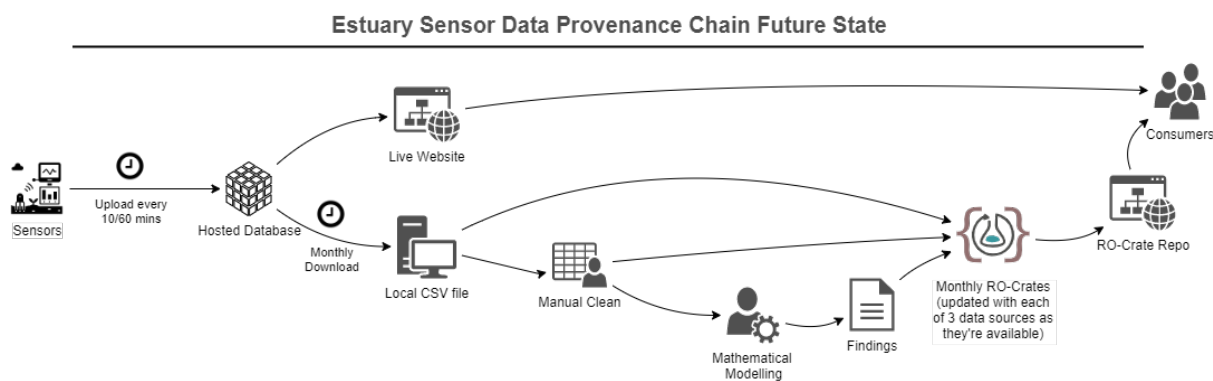 Estuary Sensor Data Provenance Chain Future State
Live Website
Consumers
Upload every
10/60 mins
Sensors
Hosted Database
Monthly
Download
Local CSV file
Manual Clean
Mathematical
Modelling
Findings
Monthly RO-Crates
(updated with each
of 3 data sources as
they're available)
RO-Crate Repo